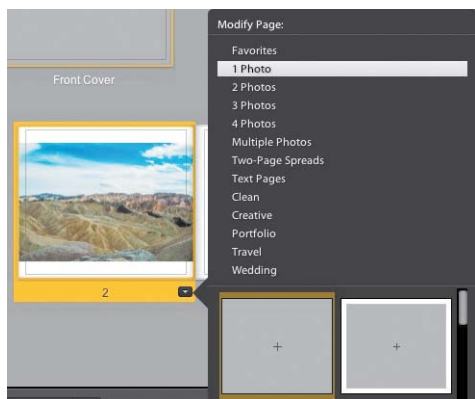 Modify Page:
Favorites
1 Photo
2 Photos
3 Photos
4 Photos
Multiple Photos
Two-Page Spreads
Text Pages
Clean
Creative
Portfolio
Travel
Wedding
Front Cover
2